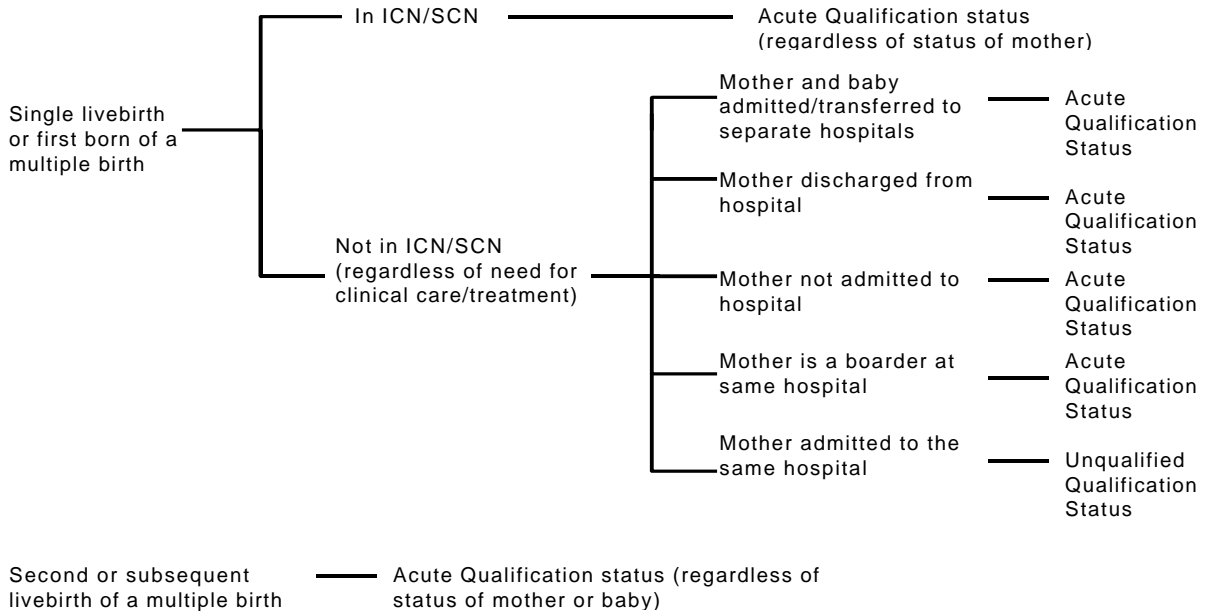 In ICN/SCN
Acute Qualification status
(regardless of status of mother)
Single livebirth
or first born of a
multiple birth
Mother and baby
admitted/transferred to
separate hospitals
Acute
Qualification
Status
Mother discharged from
hospital
Acute
Qualification
Status
Not in ICN/SCN
(regardless of need for
clinical care/treatment)
Mother not admitted to
hospital
Acute
Qualification
Status
Mother is a boarder at
same hospital
Acute
Qualification
Status
Mother admitted to the
same hospital
Unqualified
Qualification
Status
Second or subsequent
livebirth of a multiple birth
Acute Qualification status (regardless of
status of mother or baby)